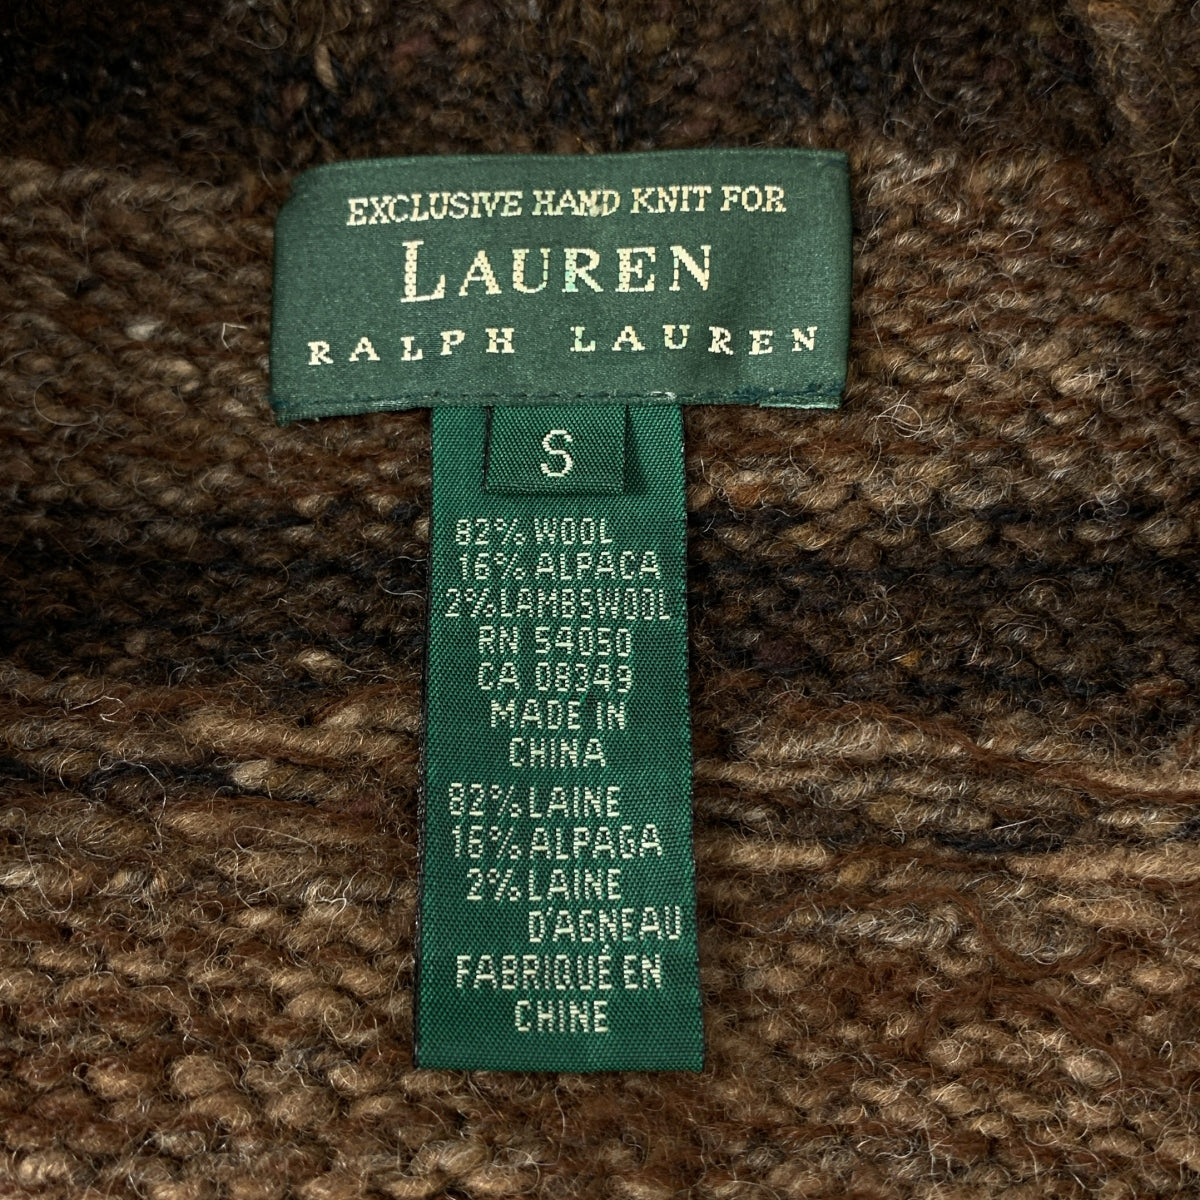 EXCLUSIVE HAND KNIT FOR
LAUREN
RALPH LAUREN
S
82% WOOL
16% ALPACA
2% LAMBSWOOL
RN 54050
CA 08349
MADE IN
CHINA
82% LAINE
16% ALPAGA
2% LAINE
D'AGNEAU
FABRIQUÉ EN
CHINE